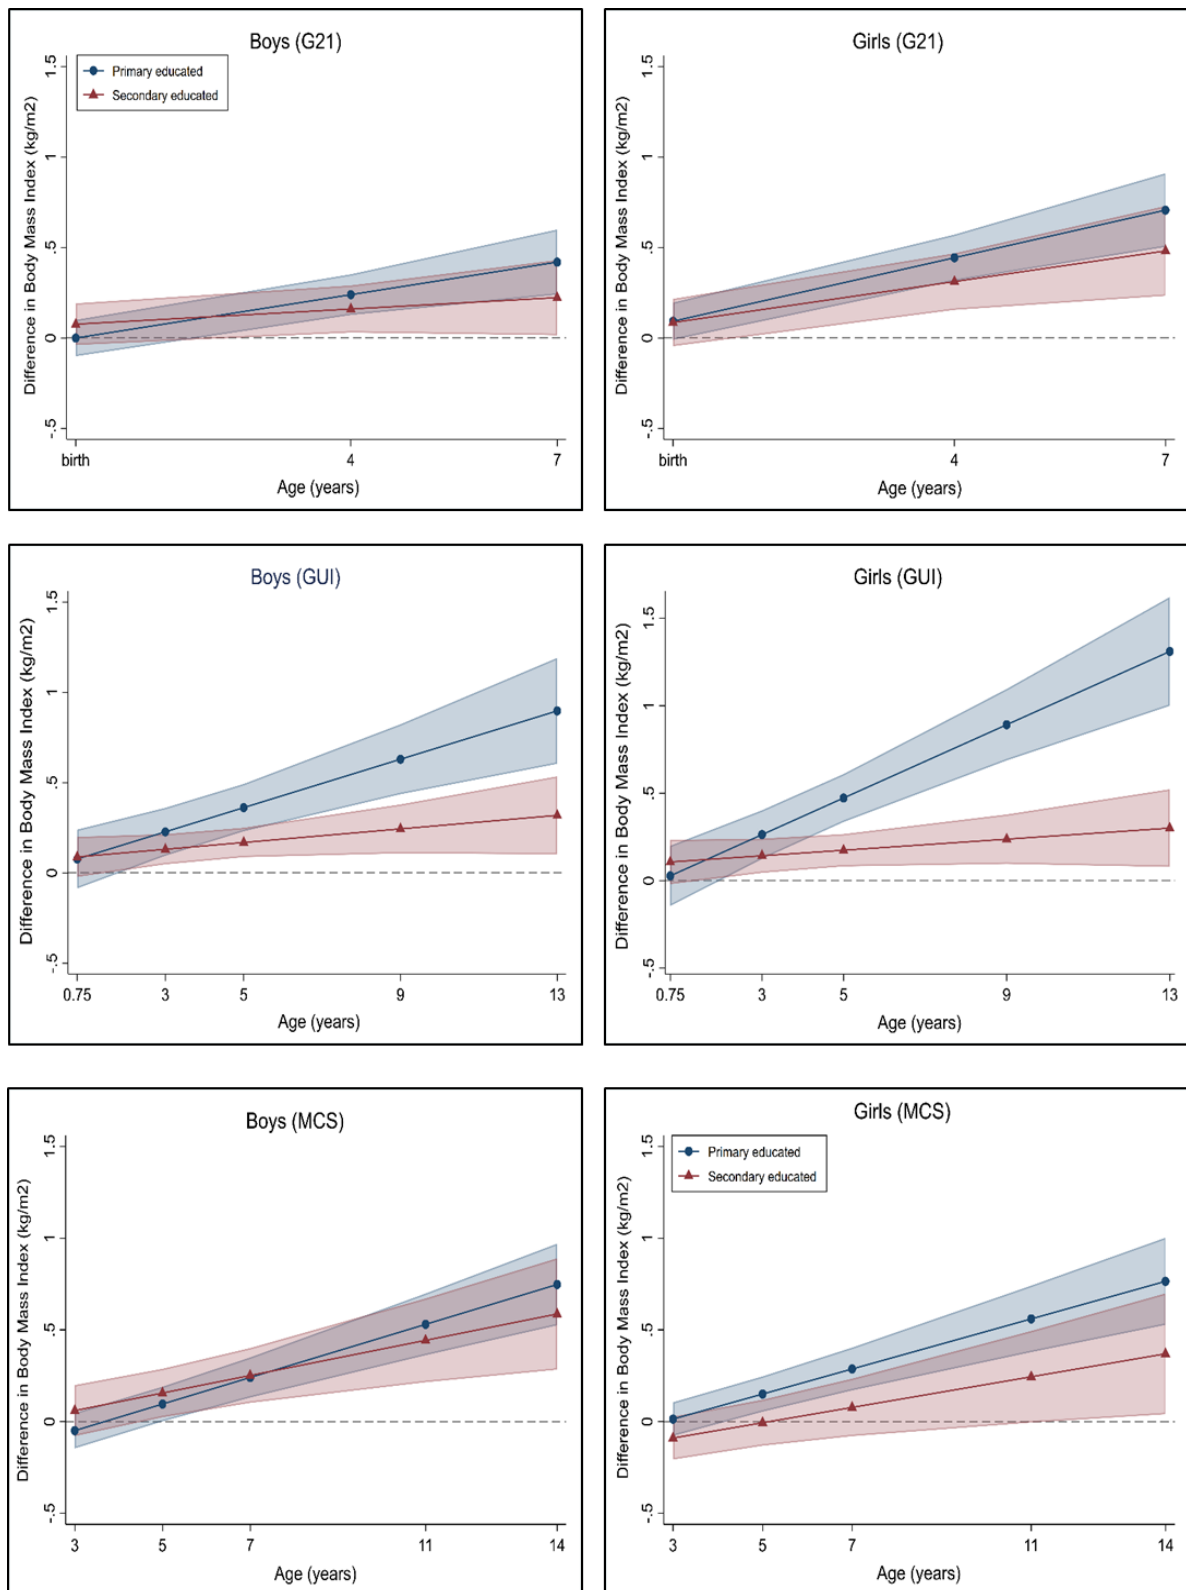 Boys (G21)
Difference in Body Mass Index (kg/m2)
1.5
1
.5
0
-.5
Primary educated
Secondary educated
birth
4
7
Age (years)
Girls (G21)
Difference in Body Mass Index (kg/m2)
1.5
1
.5
0
-.5
birth
4
7
Age (years)
Boys (GUI)
Difference in Body Mass Index (kg/m2)
1.5
1
.5
0
-.5
0.75
3
5
9
13
Age (years)
Girls (GUI)
Difference in Body Mass Index (kg/m2)
1.5
1
.5
0
-.5
0.75
3
5
9
13
Age (years)
Boys (MCS)
Difference in Body Mass Index (kg/m2)
1.5
1
.5
0
-.5
3
5
7
11
14
Age (years)
Girls (MCS)
Difference in Body Mass Index (kg/m2)
1.5
1
.5
0
-.5
Primary educated
Secondary educated
3
5
7
11
14
Age (years)